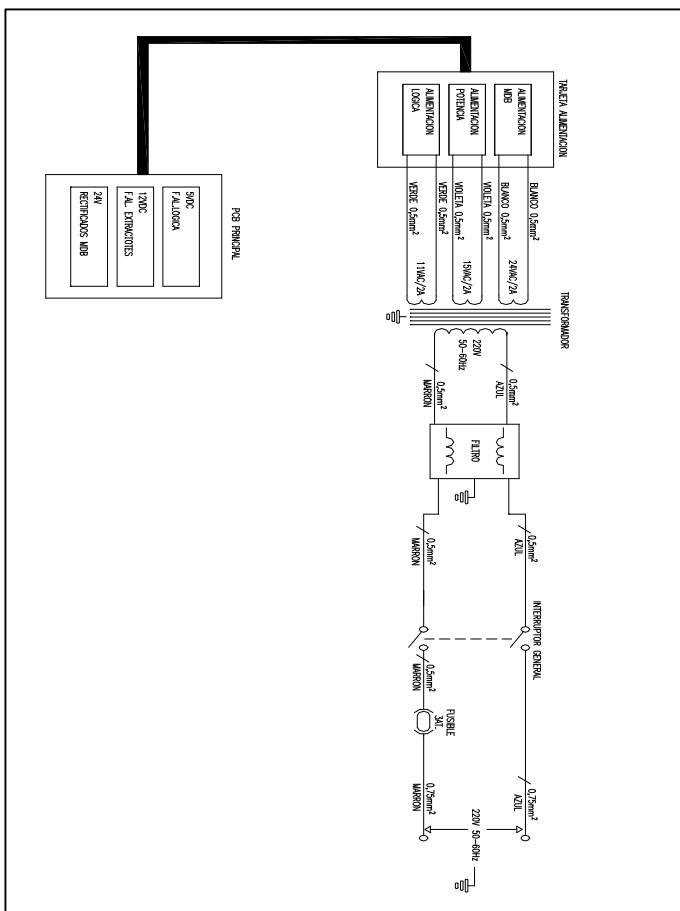 TARJETA ALIMENTACION
ALIMENTACION
MDB
ALIMENTACION
POTENCIA
ALIMENTACION
LOGICA
BLANCO 0,5mm²
BLANCO 0,5mm²
VIOLETA 0,5mm²
VIOLETA 0,5mm²
VERDE 0,5mm²
VERDE 0,5mm²
24VAC/2A
15VAC/2A
11VAC/2A
TRANSFORMADOR
220V
50-60Hz
0,5mm²
AZUL
0,5mm²
MARRON
FILTRO
0,5mm²
AZUL
0,5mm²
MARRON
INTERRUPTOR GENERAL
0,5mm²
MARRON
FUSIBLE
3AT.
0,75mm²
AZUL
220V 50-60Hz
0,75mm²
MARRON
PCB PRINCIPAL
5VDC
F.AL.LOGICA
12VDC
F.AL. EXTRACTOTES
24V
RECTIFICADOS MDB